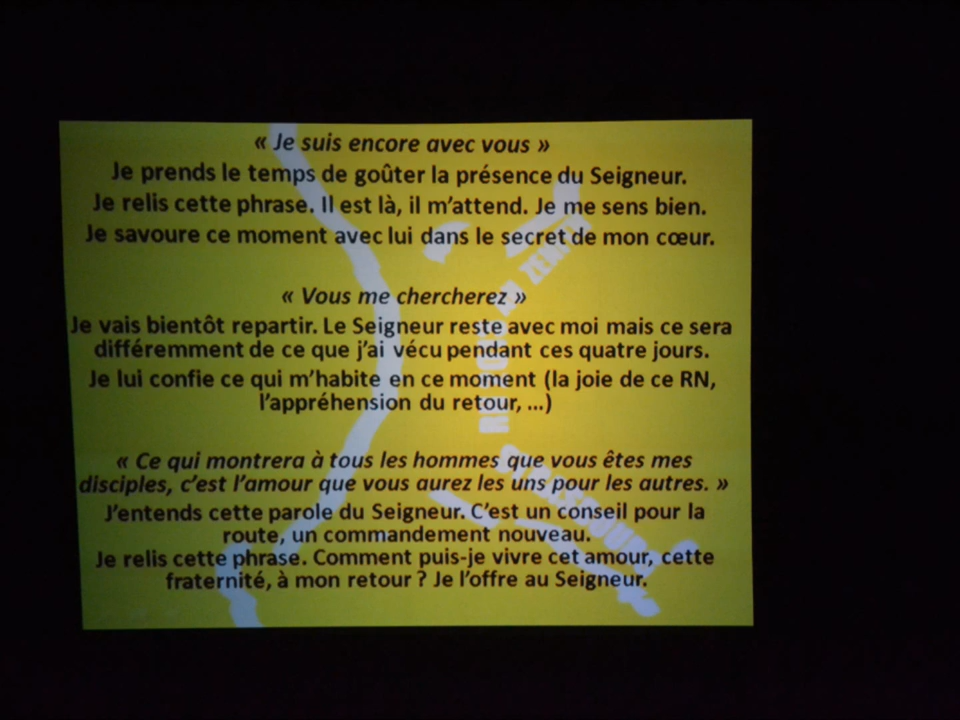 « Je suis encore avec vous »
Je prends le temps de goûter la présence du Seigneur.
Je relis cette phrase. Il est là, il m'attend. Je me sens bien.
Je savoure ce moment avec lui dans le secret de mon cœur.
« Vous me chercherez »
Je vais bientôt repartir. Le Seigneur reste avec moi mais ce sera
différemment de ce que j'ai vécu pendant ces quatre jours.
Je lui confie ce qui m'habite en ce moment (la joie de ce RN,
l'appréhension du retour, ...)
« Ce qui montrera à tous les hommes que vous êtes mes
disciples, c'est l'amour que vous aurez les uns pour les autres. »
J'entends cette parole du Seigneur. C'est un conseil pour la
route, un commandement nouveau.
Je relis cette phrase. Comment puis-je vivre cet amour, cette
fraternité, à mon retour ? Je l'offre au Seigneur.